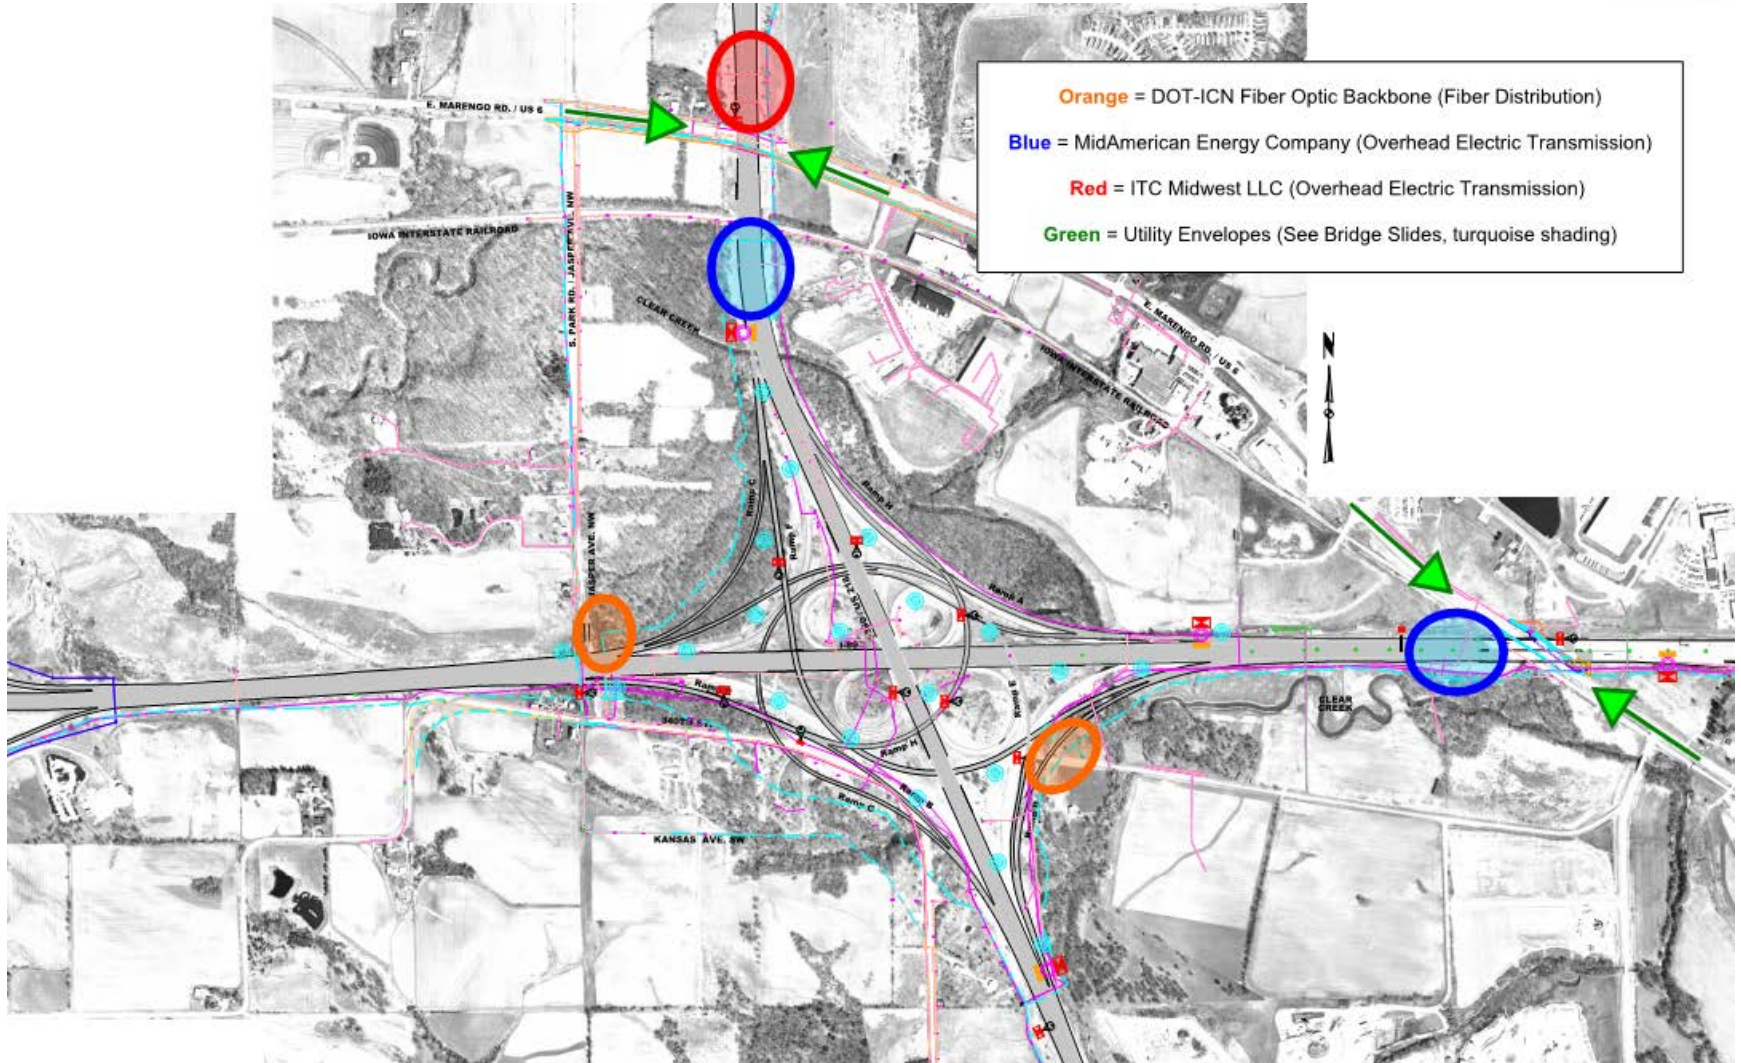 E. MARENGO RD. / US 6
Orange = DOT-ICN Fiber Optic Backbone (Fiber Distribution)
Blue = MidAmerican Energy Company (Overhead Electric Transmission)
Red = ITC Midwest LLC (Overhead Electric Transmission)
Green = Utility Envelopes (See Bridge Slides, turquoise shading)
IOWA INTERSTATE RAILROAD
S. PARK RD. / JASPER AVE. NW
CLEAR CREEK
E. MARENGO RD. / US 6
IOWA INTERSTATE RAILROAD
N
Ramp C
Ramp F
Ramp H
JASPER AVE. NW
Ramp A
I-80
Ramp E
CLEAR
CREEK
Ramp H
Ramp C
Ramp B
KANSAS AVE. SW